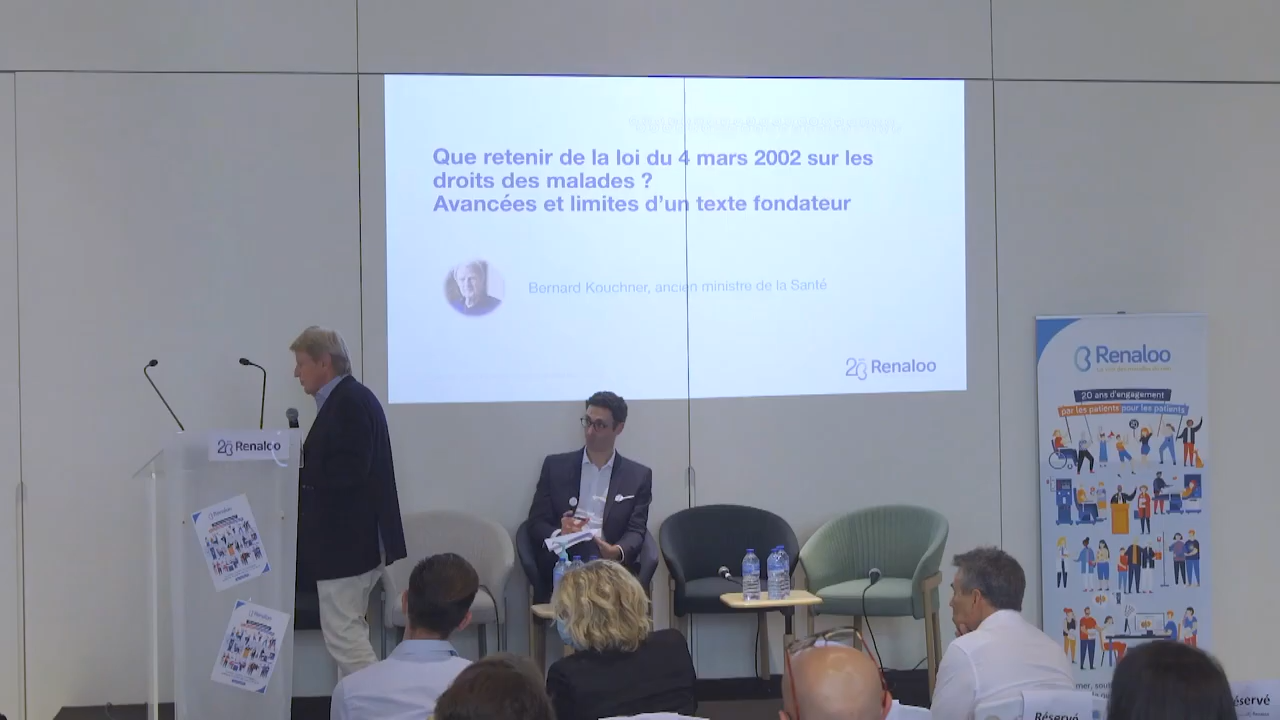 Que retenir de la loi du 4 mars 2002 sur les
droits des malades ?
Avancées et limites d'un texte fondateur
Bernard Kouchner, ancien ministre de la Santé
Renaloo
Renaloo
20 ans d'engagement
par les patients pour les patients
Renaloo
Renaloo
Renaloo
Réservé